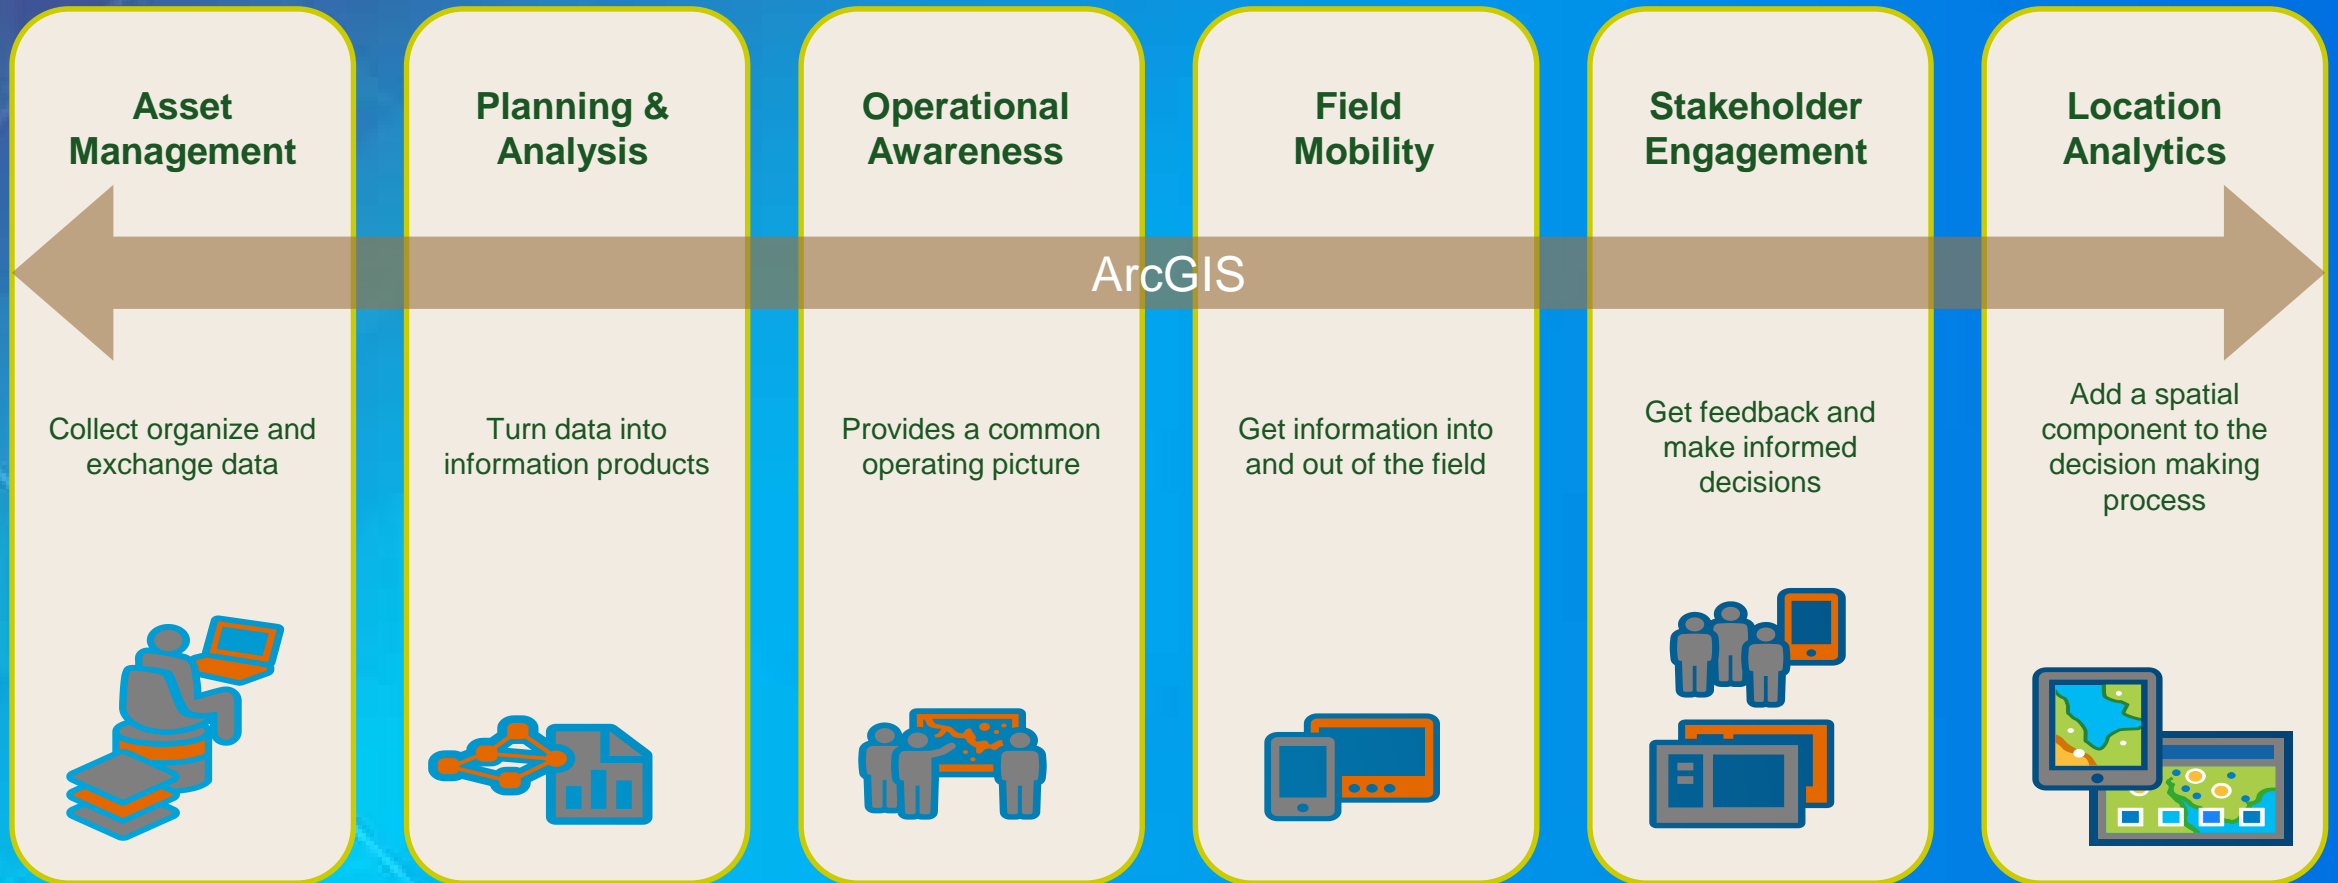 Asset
Management
Planning &
Analysis
Operational
Awareness
Field
Mobility
Stakeholder
Engagement
Location
Analytics
ArcGIS
Collect organize and
exchange data
Turn data into
information products
Provides a common
operating picture
Get information into
and out of the field
Get feedback and
make informed
decisions
Add a spatial
component to the
decision making
process